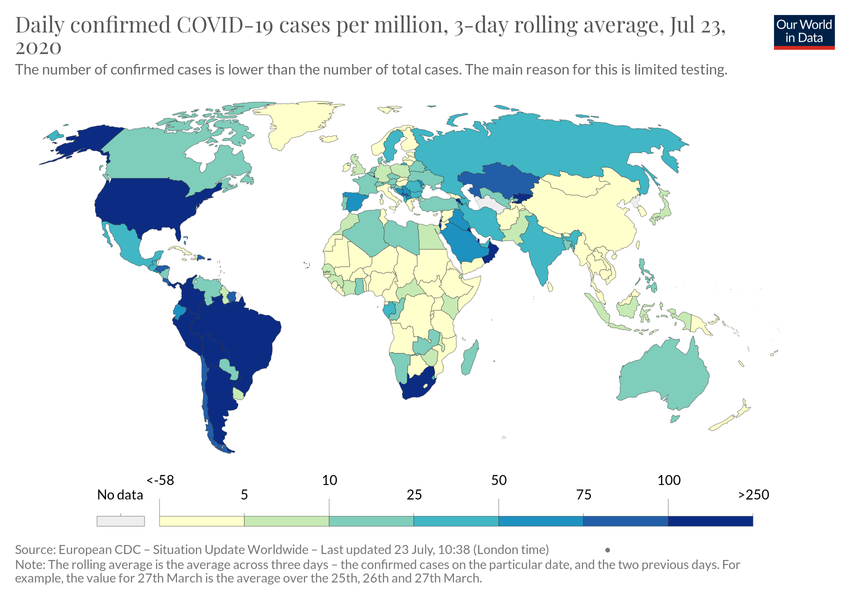 Daily confirmed COVID-19 cases per million, 3-day rolling average, Jul 23,
2020
Our World
in Data
The number of confirmed cases is lower than the number of total cases. The main reason for this is limited testing.
<-58 10 50 100
No data 5 25 75 >250
Source: European CDC – Situation Update Worldwide – Last updated 23 July, 10:38 (London time)
Note: The rolling average is the average across three days – the confirmed cases on the particular date, and the two previous days. For
example, the value for 27th March is the average over the 25th, 26th and 27th March.